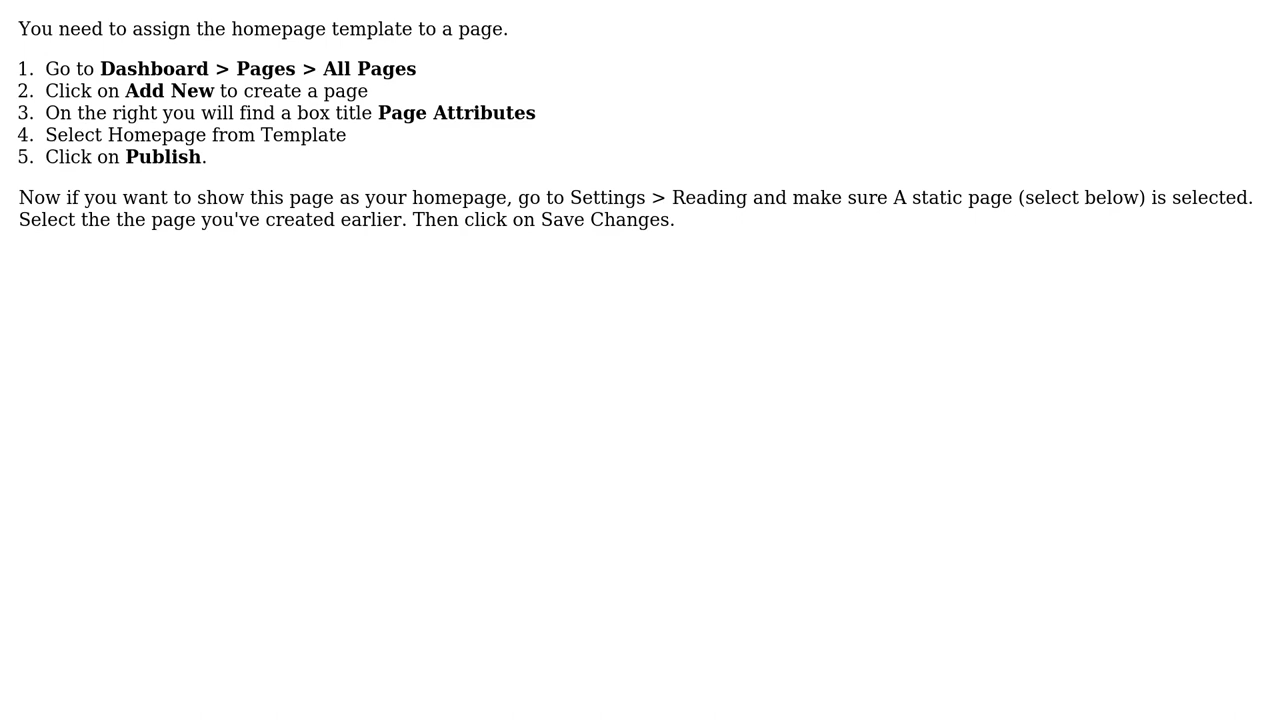 You need to assign the homepage template to a page.
1. Go to Dashboard > Pages > All Pages
2. Click on Add New to create a page
3. On the right you will find a box title Page Attributes
4. Select Homepage from Template
5. Click on Publish.
Now if you want to show this page as your homepage, go to Settings > Reading and make sure A static page (select below) is selected.
Select the the page you've created earlier. Then click on Save Changes.